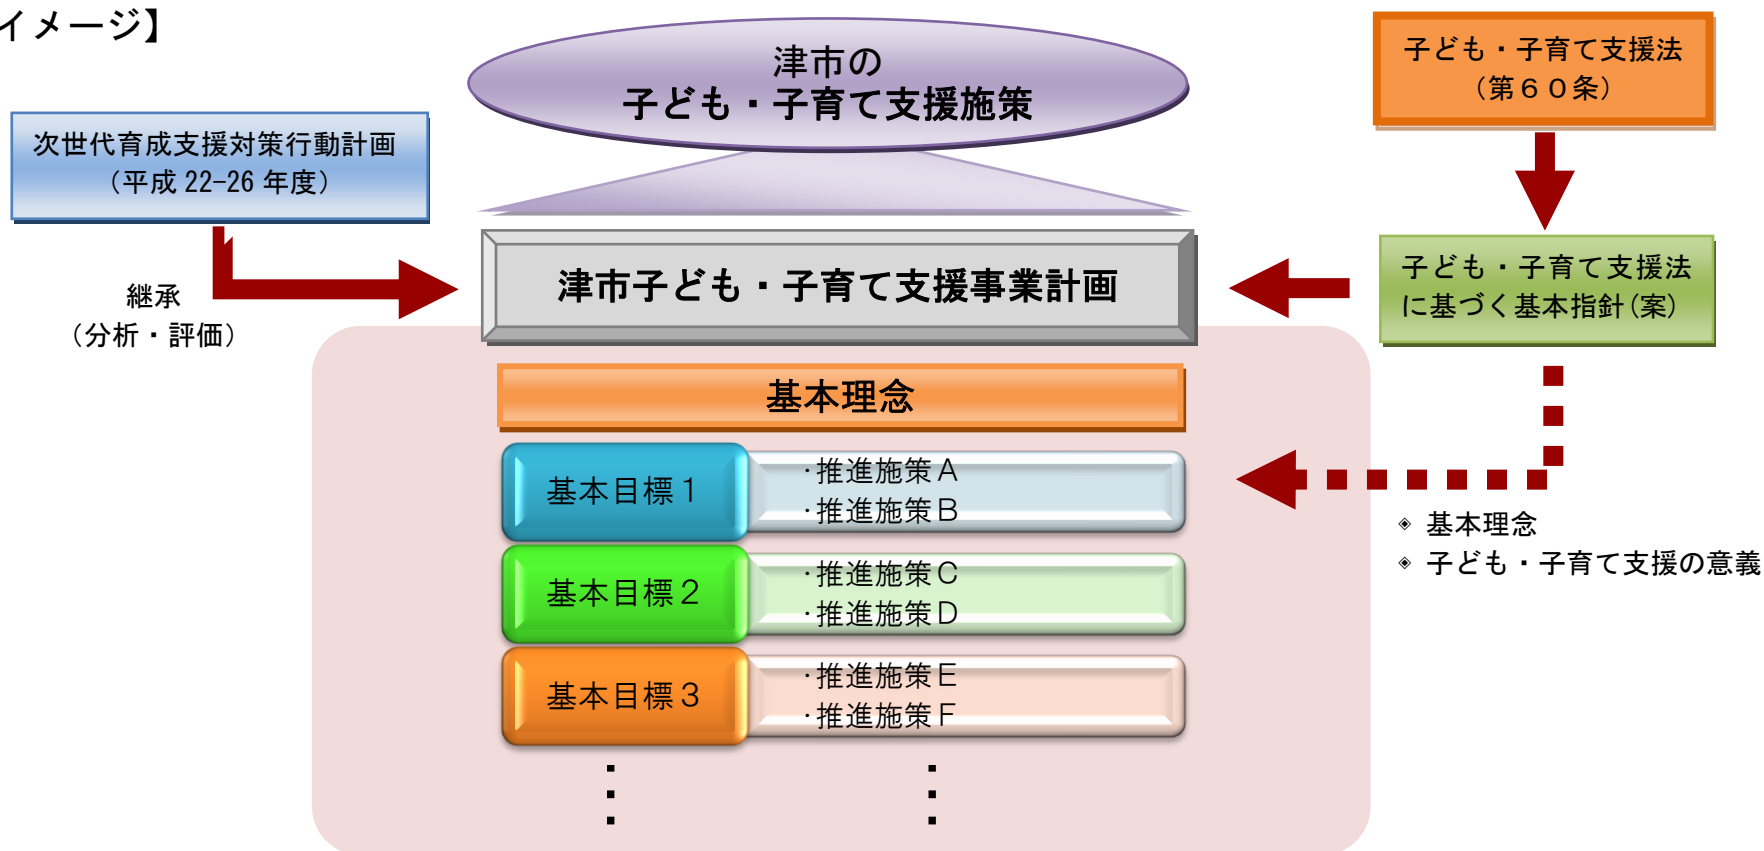 イメージ】
津市の
子ども・子育て支援施策
子ども・子育て支援法
（第６０条）
次世代育成支援対策行動計画
（平成 22-26 年度）
継承
（分析・評価）
津市子ども・子育て支援事業計画
子ども・子育て支援法
に基づく基本指針(案)
基本理念
基本目標１
・推進施策Ａ
・推進施策Ｂ
基本目標２
・推進施策Ｃ
・推進施策Ｄ
基本目標３
・推進施策Ｅ
・推進施策Ｆ
◈ 基本理念
◈ 子ども・子育て支援の意義